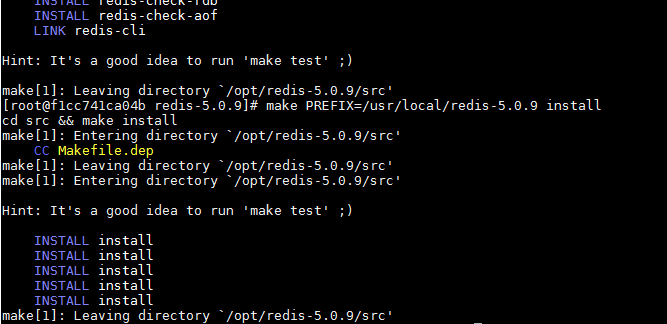 INSTALL redis-check-rdb
INSTALL redis-check-aof
LINK redis-cli
Hint: It's a good idea to run 'make test' ;)
make[1]: Leaving directory `/opt/redis-5.0.9/src'
[root@f1cc741ca04b redis-5.0.9]# make PREFIX=/usr/local/redis-5.0.9 install
cd src && make install
make[1]: Entering directory `/opt/redis-5.0.9/src'
CC Makefile.dep
make[1]: Leaving directory `/opt/redis-5.0.9/src'
make[1]: Entering directory `/opt/redis-5.0.9/src'
Hint: It's a good idea to run 'make test' ;)
INSTALL install
INSTALL install
INSTALL install
INSTALL install
INSTALL install
make[1]: Leaving directory `/opt/redis-5.0.9/src'